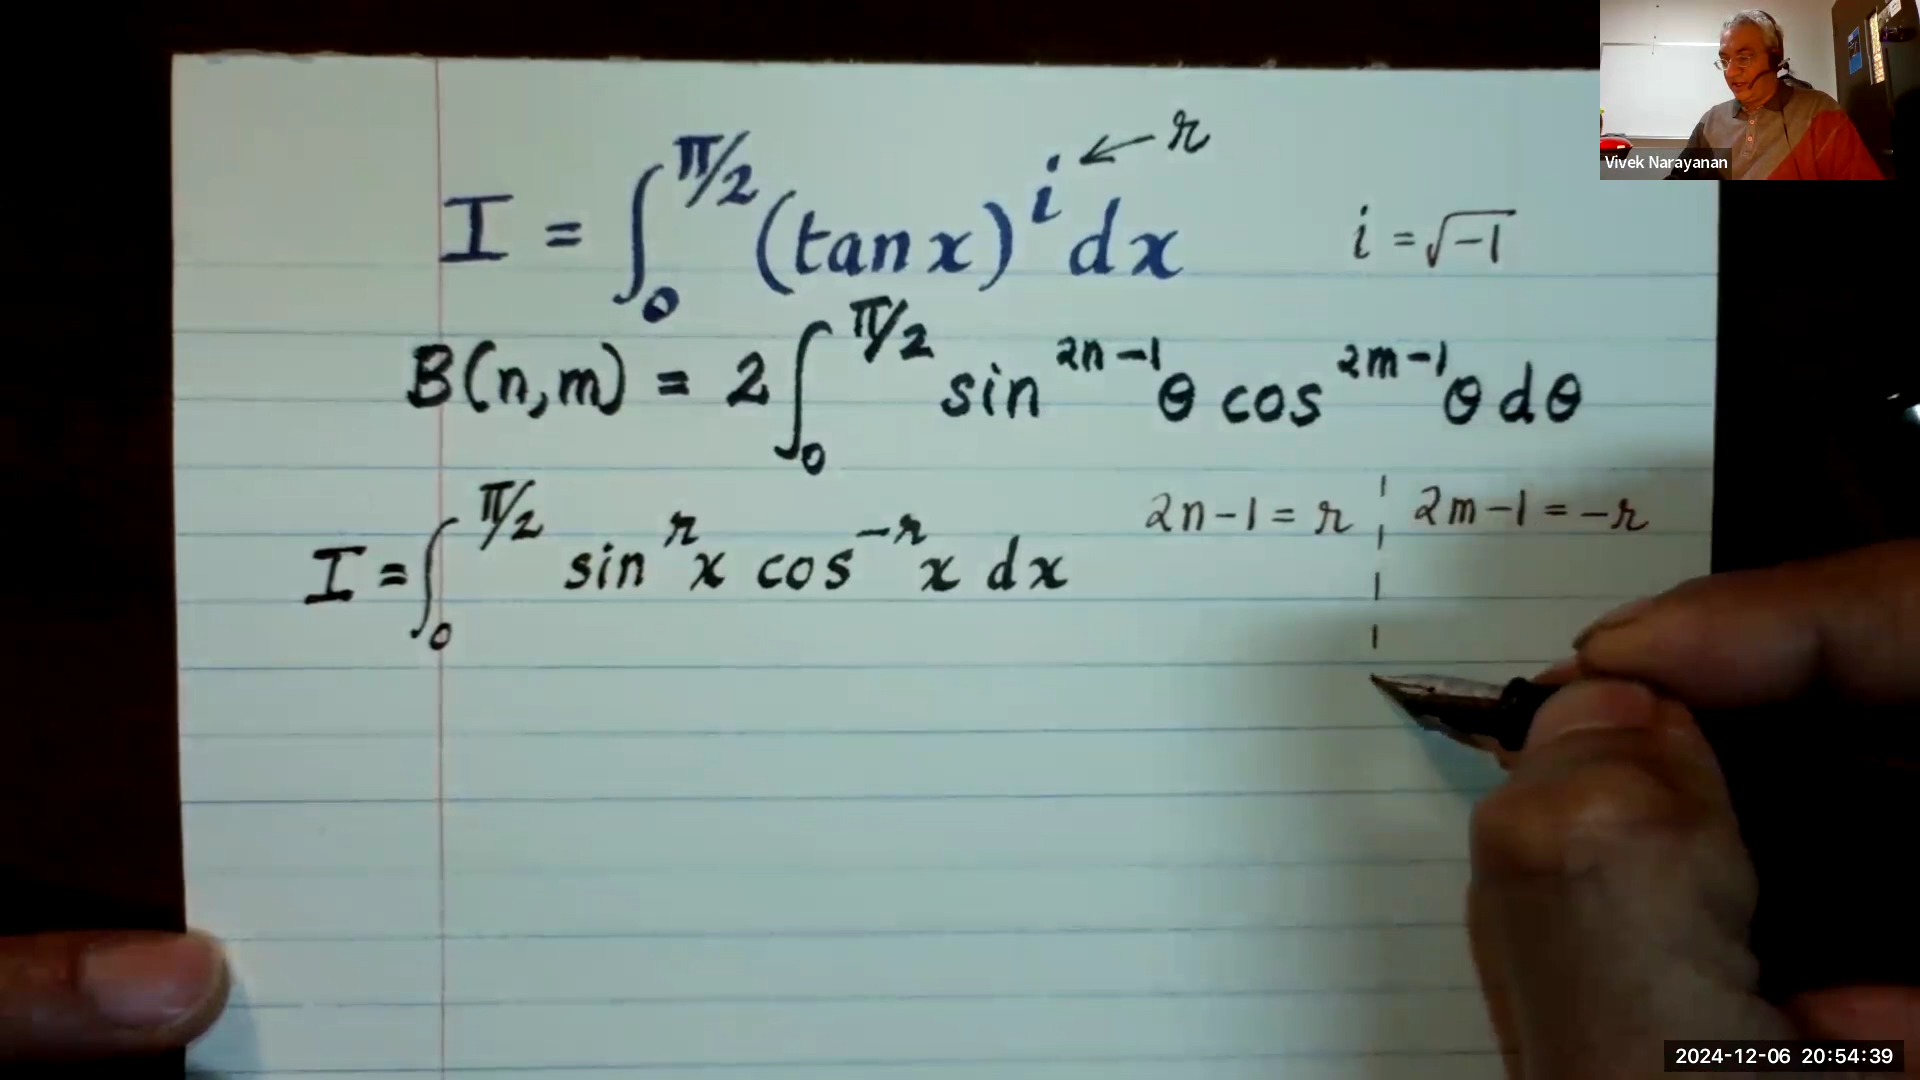 I = ∫₀^(π/2) (tan x)^i dx ← r
i = √-1
B(n,m) = 2 ∫₀^(π/2) sin^(2n-1) θ cos^(2m-1) θ dθ
I = ∫₀^(π/2) sin^r x cos^(-r) x dx
2n-1 = r ¦ 2m-1 = -r
Vivek Narayanan
2024-12-06 20:54:39